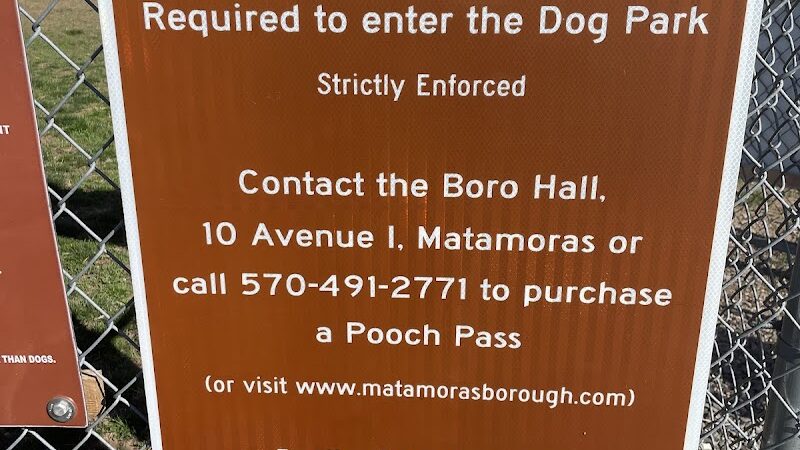 Required to enter the Dog Park
Strictly Enforced
Contact the Boro Hall,
10 Avenue I, Matamoras or
call 570-491-2771 to purchase
a Pooch Pass
(or visit www.matamorasborough.com)
THAN DOGS.